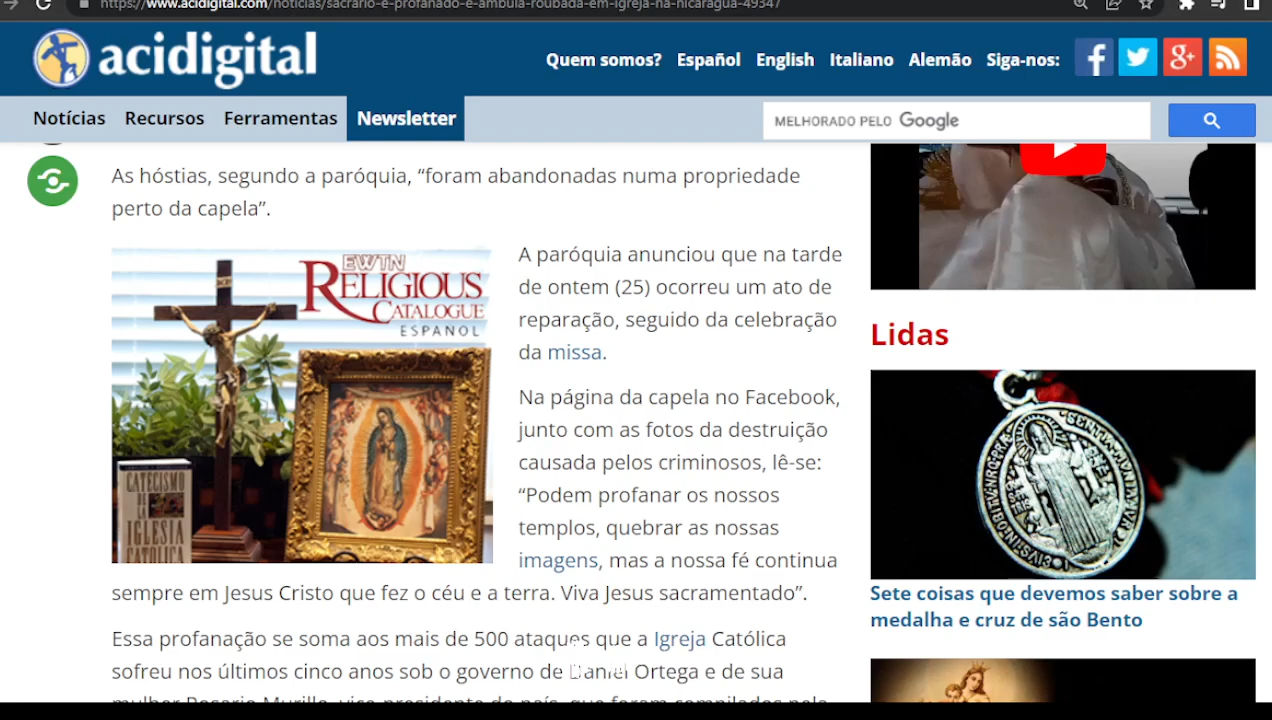 https://www.acidigital.com/noticias/sacrario-e-profanado-e-ambula-roubada-em-igreja-na-nicaragua-49347
acidigital
Quem somos? Español English Italiano Alemão Siga-nos:
Notícias Recursos Ferramentas Newsletter
MELHORADO PELO Google
As hóstias, segundo a paróquia, “foram abandonadas numa propriedade
perto da capela”.
EWTN
RELIGIOUS
CATALOGUE
ESPAÑOL
CATECISMO
DE
LA
IGLESIA
CATÓLICA
A paróquia anunciou que na tarde
de ontem (25) ocorreu um ato de
reparação, seguido da celebração
da missa.
Na página da capela no Facebook,
junto com as fotos da destruição
causada pelos criminosos, lê-se:
“Podem profanar os nossos
templos, quebrar as nossas
imagens, mas a nossa fé continua
sempre em Jesus Cristo que fez o céu e a terra. Viva Jesus sacramentado”.
Essa profanação se soma aos mais de 500 ataques que a Igreja Católica
sofreu nos últimos cinco anos sob o governo de Daniel Ortega e de sua
mulher Rosario Murillo, vice-presidente do país, que foram compilados pela
Lidas
Sete coisas que devemos saber sobre a
medalha e cruz de são Bento